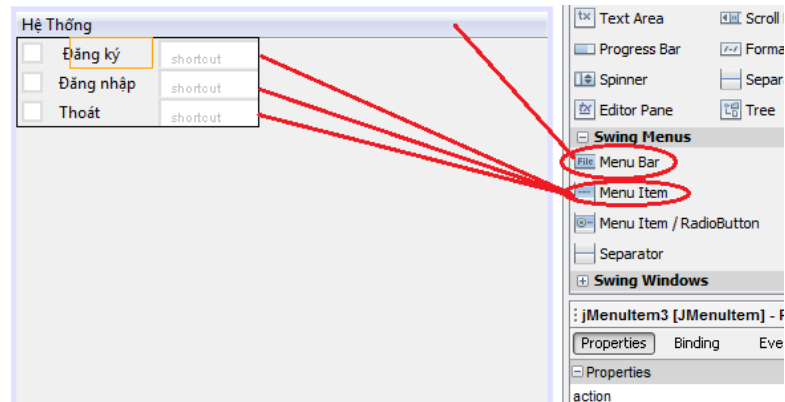 Hệ Thống
Đăng ký shortcut
Đăng nhập shortcut
Thoát shortcut
Text Area Scroll
Progress Bar Forma
Spinner Separ
Editor Pane Tree
Swing Menus
File Menu Bar
Menu Item
Menu Item / RadioButton
Separator
Swing Windows
jMenuItem3 [JMenuItem] - P
Properties Binding Eve
Properties
action